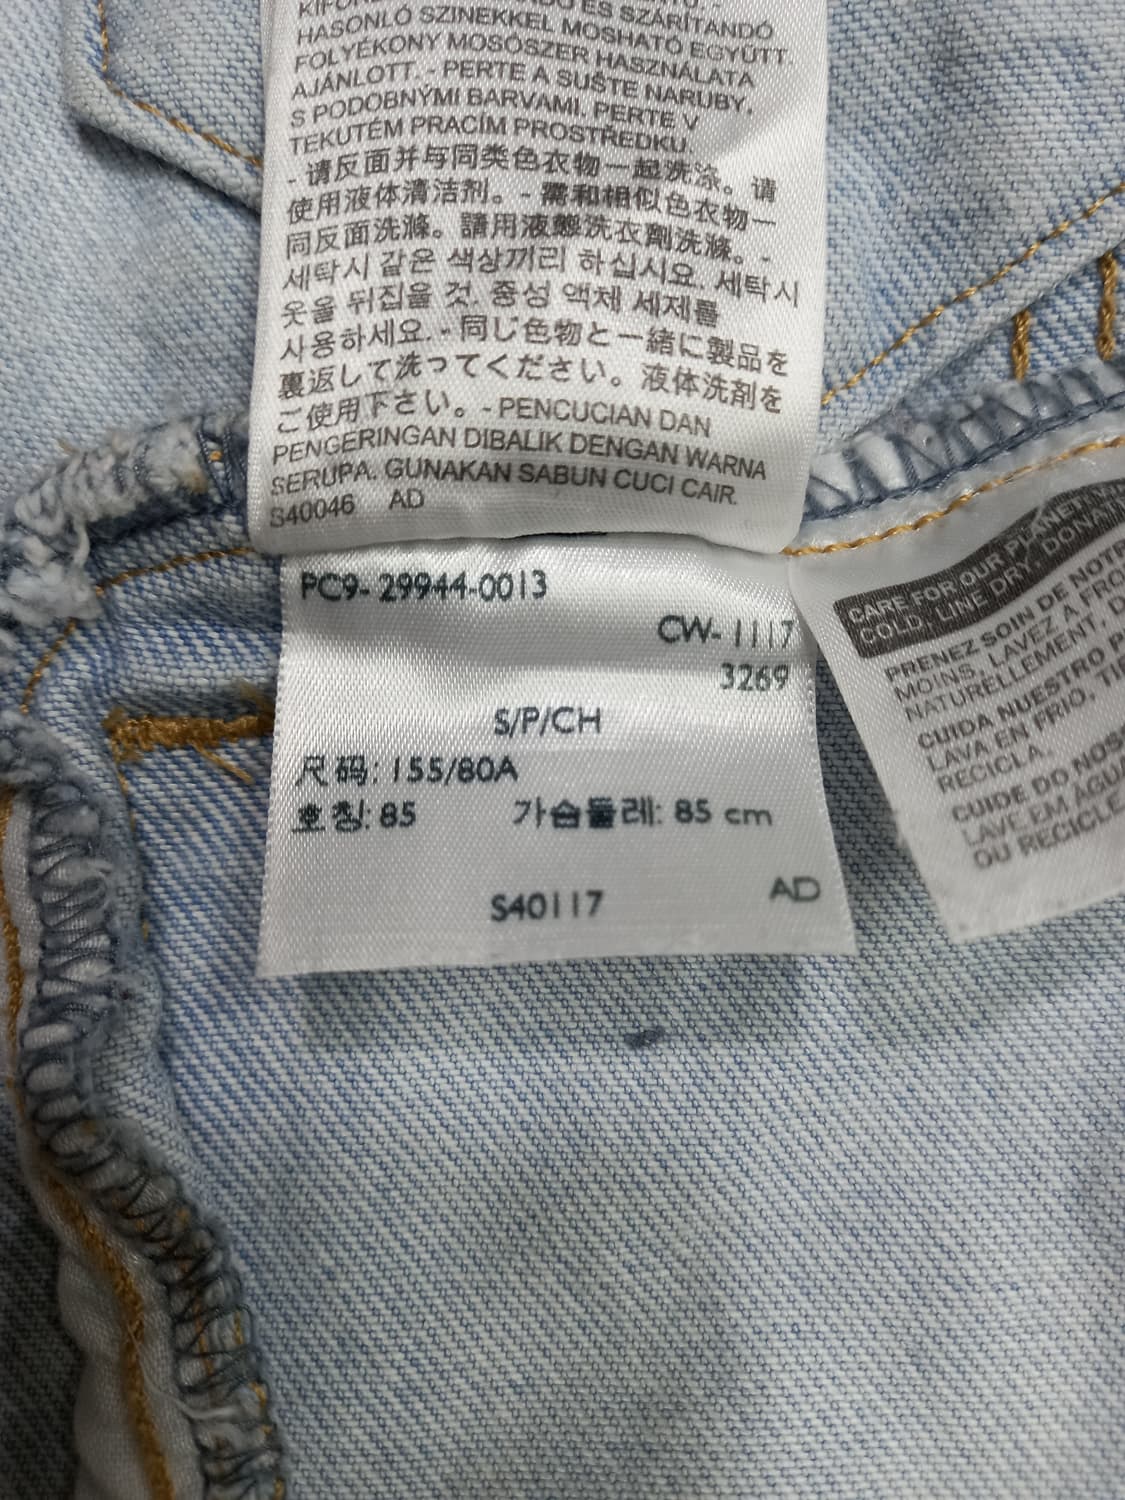 HASONLÓ SZINEKKEL MOSHATÓ EGYÜTT.
FOLYÉKONY MOSÓSZER HASZNÁLATA
AJÁNLOTT. - PERTE A SUŠTE NARUBY,
S PODOBNÝMI BARVAMI. PERTE V
TEKUTÉM PRACÍM PROSTŘEDKU.
- 请反面并与同类色衣物一起洗涤。请
使用液体清洁剂。- 需和相似色衣物一
同反面洗滌。請用液態洗衣劑洗滌。-
세탁시 같은 색상끼리 하십시요. 세탁시
옷을 뒤집을 것. 중성 액체 세제를
사용하세요. - 同じ色物と一緒に製品を
裏返して洗ってください。液体洗剤を
ご使用下さい。- PENCUCIAN DAN
PENGERINGAN DIBALIK DENGAN WARNA
SERUPA. GUNAKAN SABUN CUCI CAIR.
S40046 AD
PC9- 29944-0013
CW- 1117
3269
S/P/CH
尺码: 155/80A
호칭: 85 가슴둘레: 85 cm
S40117 AD
CARE FOR OUR PLANET
COLD, LINE DRY, DONATE
PRENEZ SOIN DE NOTRE
MOINS, LAVEZ A FROID
NATURELLEMENT,
CUIDA NUESTRO
LAVA EN FRIO,
RECICLA.
CUIDE DO NOSSO
LAVE EM ÁGUA
OU RECICLE